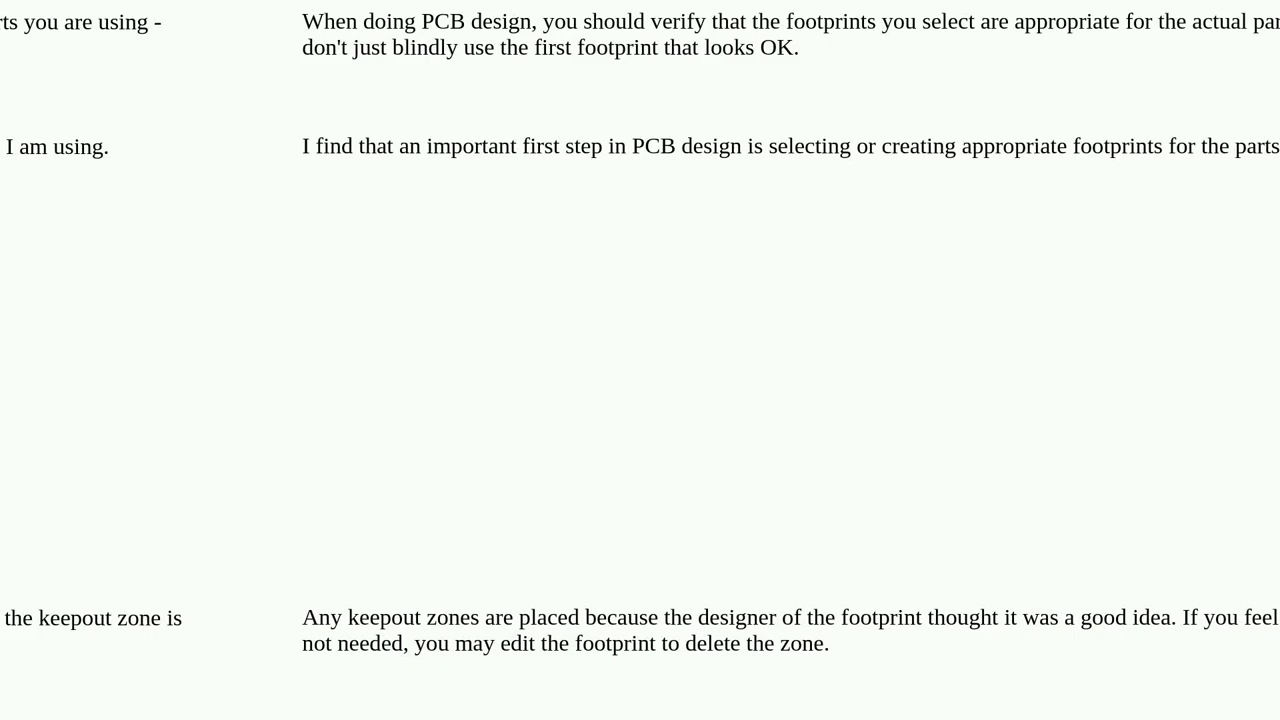 rts you are using -
When doing PCB design, you should verify that the footprints you select are appropriate for the actual par
don't just blindly use the first footprint that looks OK.
I am using.
I find that an important first step in PCB design is selecting or creating appropriate footprints for the parts
the keepout zone is
Any keepout zones are placed because the designer of the footprint thought it was a good idea. If you feel
not needed, you may edit the footprint to delete the zone.